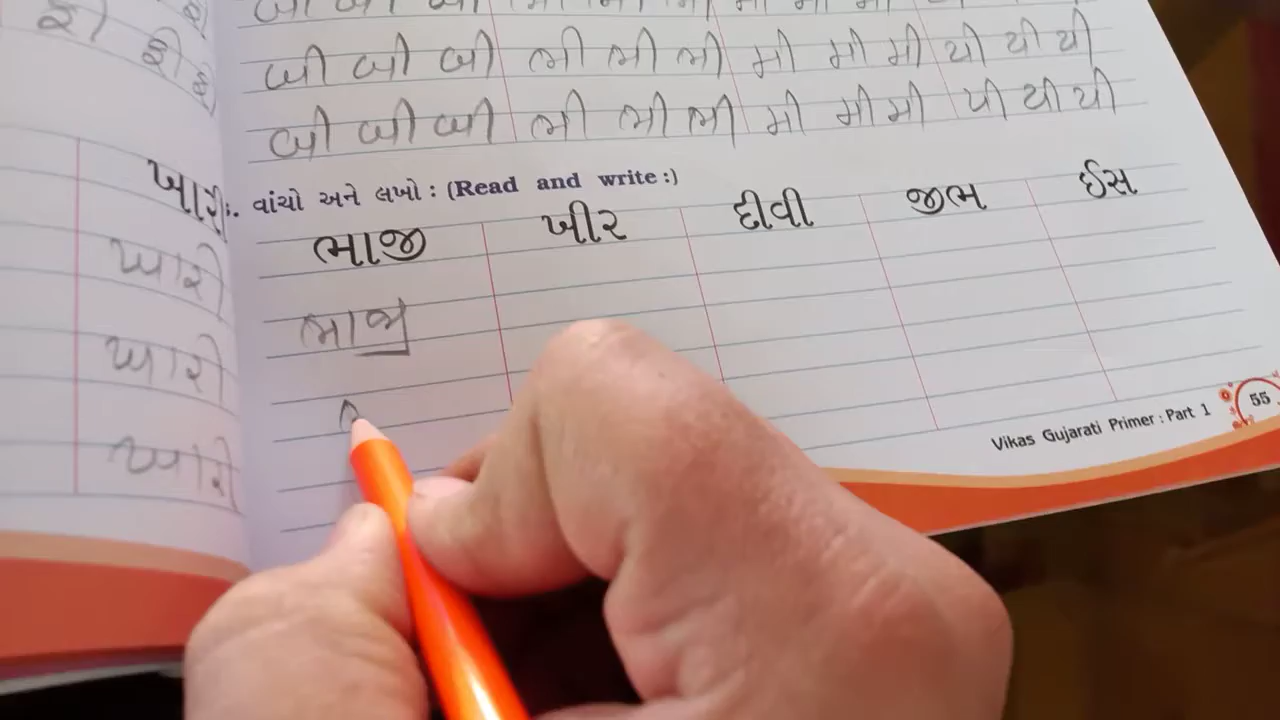 બી બી બી ભી ભી ભી મી મી મી યી યી યી
બી બી બી ભી ભી ભી મી મી મી યી યી યી
ખારી
ખારી
ખારી
ખારી
વાંચો અને લખો : (Read and write :)
ભાજી ખીર દીવી જીભ ઈસ
ભાજી
Vikas Gujarati Primer : Part 1 55